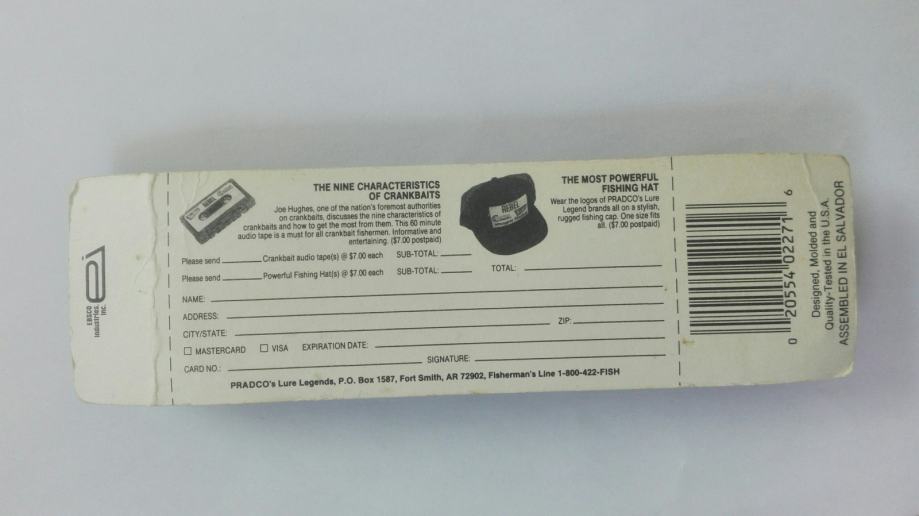 EBSCO
Industries,
Inc.
THE NINE CHARACTERISTICS
OF CRANKBAITS
Joe Hughes, one of the nation's foremost authorities
on crankbaits, discusses the nine characteristics of
crankbaits and how to get the most from them. This 60 minute
audio tape is a must for all crankbait fishermen. Informative and
entertaining. ($7.00 postpaid)
THE MOST POWERFUL
FISHING HAT
Wear the logos of PRADCO's Lure
Legend brands all on a stylish,
rugged fishing cap. One size fits
all. ($7.00 postpaid)
REBEL
Please send ________ Crankbait audio tape(s) @ $7.00 each SUB-TOTAL: ______
Please send ________ Powerful Fishing Hat(s) @ $7.00 each SUB-TOTAL: ______ TOTAL: ______
NAME:
ADDRESS:
CITY/STATE: ZIP:
☐ MASTERCARD ☐ VISA EXPIRATION DATE:
CARD NO.: SIGNATURE:
PRADCO's Lure Legends, P.O. Box 1587, Fort Smith, AR 72902, Fisherman's Line 1-800-422-FISH
0 20554 02271 6
Designed, Molded and
Quality-Tested in the U.S.A.
ASSEMBLED IN EL SALVADOR